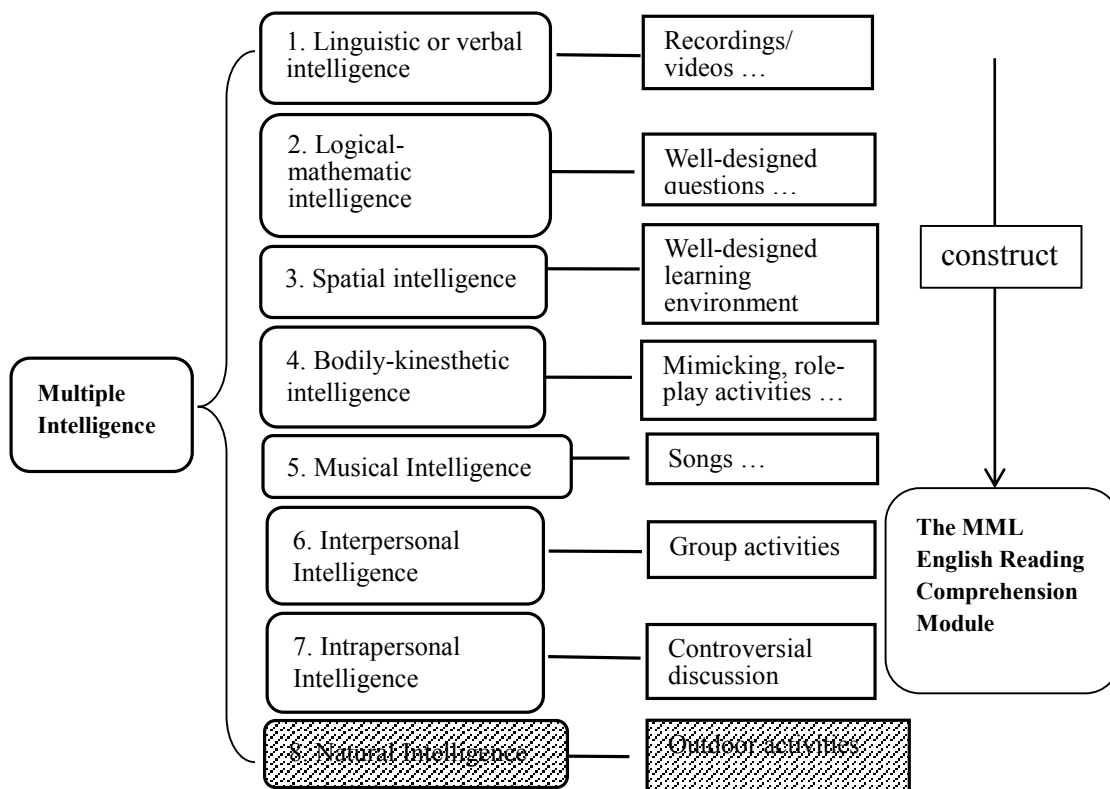 1. Linguistic or verbal
intelligence
Recordings/
videos …
2. Logical-
mathematic
intelligence
Well-designed
questions …
3. Spatial intelligence
Well-designed
learning
environment
construct
4. Bodily-kinesthetic
intelligence
Mimicking, role-
play activities …
Multiple
Intelligence
5. Musical Intelligence
Songs …
6. Interpersonal
Intelligence
Group activities
The MML
English Reading
Comprehension
Module
7. Intrapersonal
Intelligence
Controversial
discussion
8. Natural Intelligence
Outdoor activities